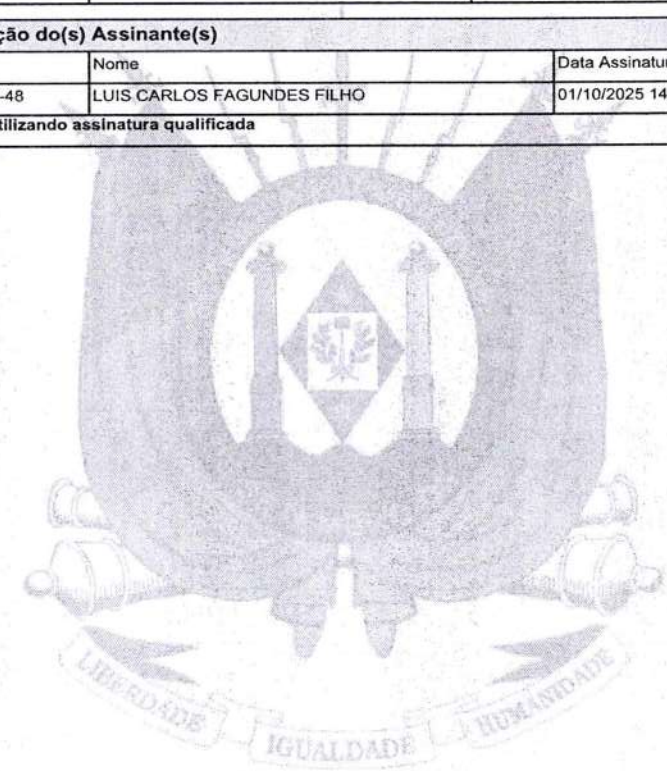 ção do(s) Assinante(s)
Nome Data Assinatur
-48 LUIS CARLOS FAGUNDES FILHO 01/10/2025 14
tilizando assinatura qualificada
LIBERDADE
IGUALDADE
HUMANIDADE